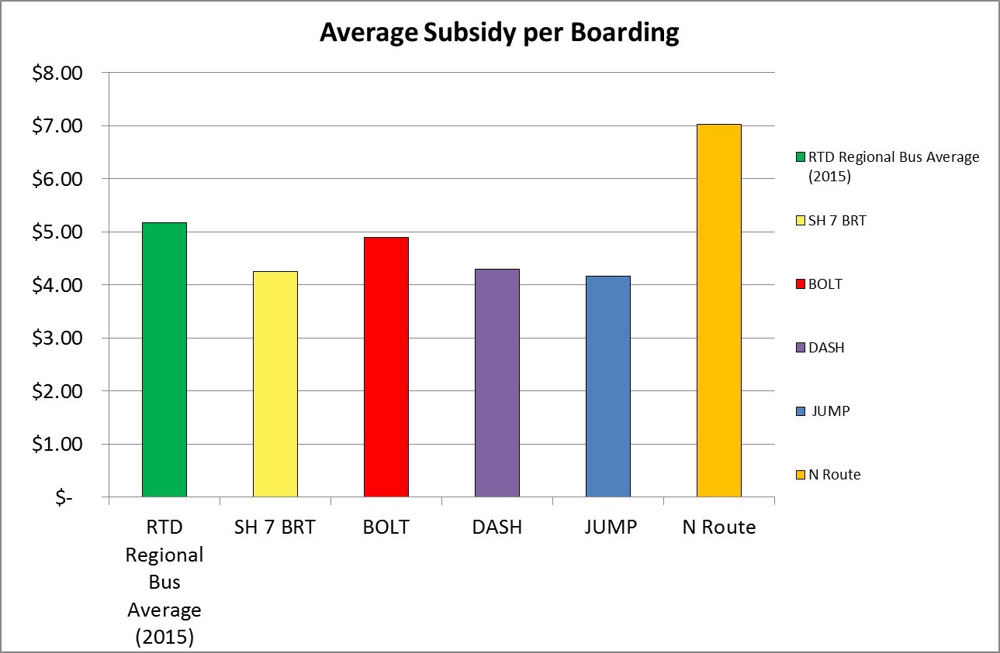 Average Subsidy per Boarding
$8.00
$7.00
$6.00
$5.00
$4.00
$3.00
$2.00
$1.00
$-
RTD
Regional
Bus
Average
(2015)
SH 7 BRT
BOLT
DASH
JUMP
N Route
RTD Regional Bus Average
(2015)
SH 7 BRT
BOLT
DASH
JUMP
N Route